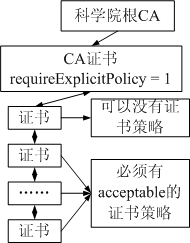 科学院根CA
CA证书
requireExplicitPolicy = 1
证书
可以没有证
书策略
证书
……
证书
必须有
acceptable的
证书策略